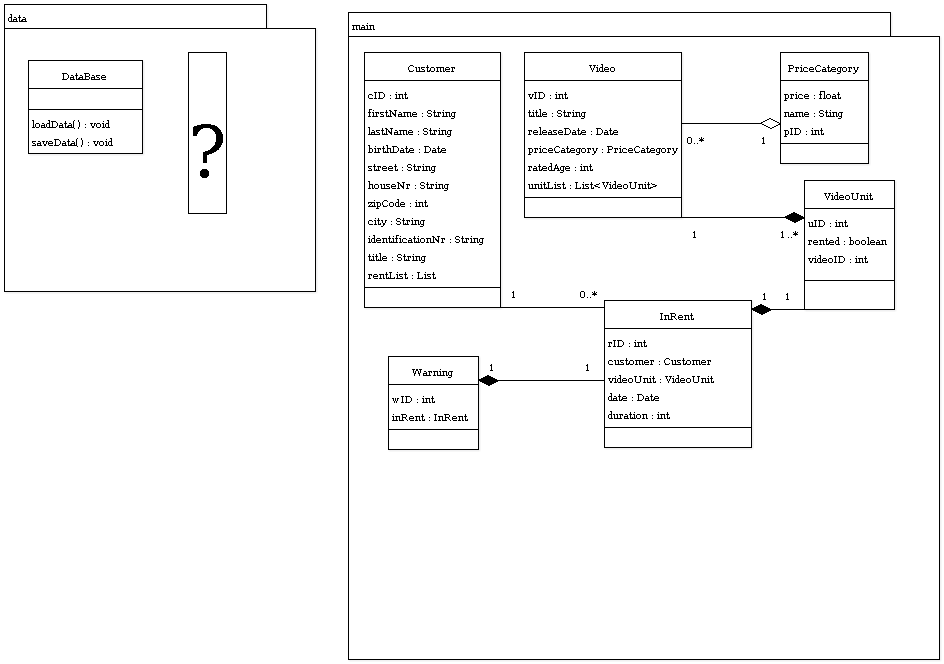 data
DataBase
loadData() : void
saveData() : void
?
main
Customer
cID : int
firstName : String
lastName : String
birthDate : Date
street : String
houseNr : String
zipCode : int
city : String
identificationNr : String
title : String
rentList : List
Video
vID : int
title : String
releaseDate : Date
priceCategory : PriceCategory
ratedAge : int
unitList : List<VideoUnit>
0..*
1
PriceCategory
price : float
name : Sting
pID : int
1
1..*
VideoUnit
uID : int
rented : boolean
videoID : int
1
0..*
1
1
InRent
rID : int
customer : Customer
videoUnit : VideoUnit
date : Date
duration : int
1
1
Warning
wID : int
inRent : InRent